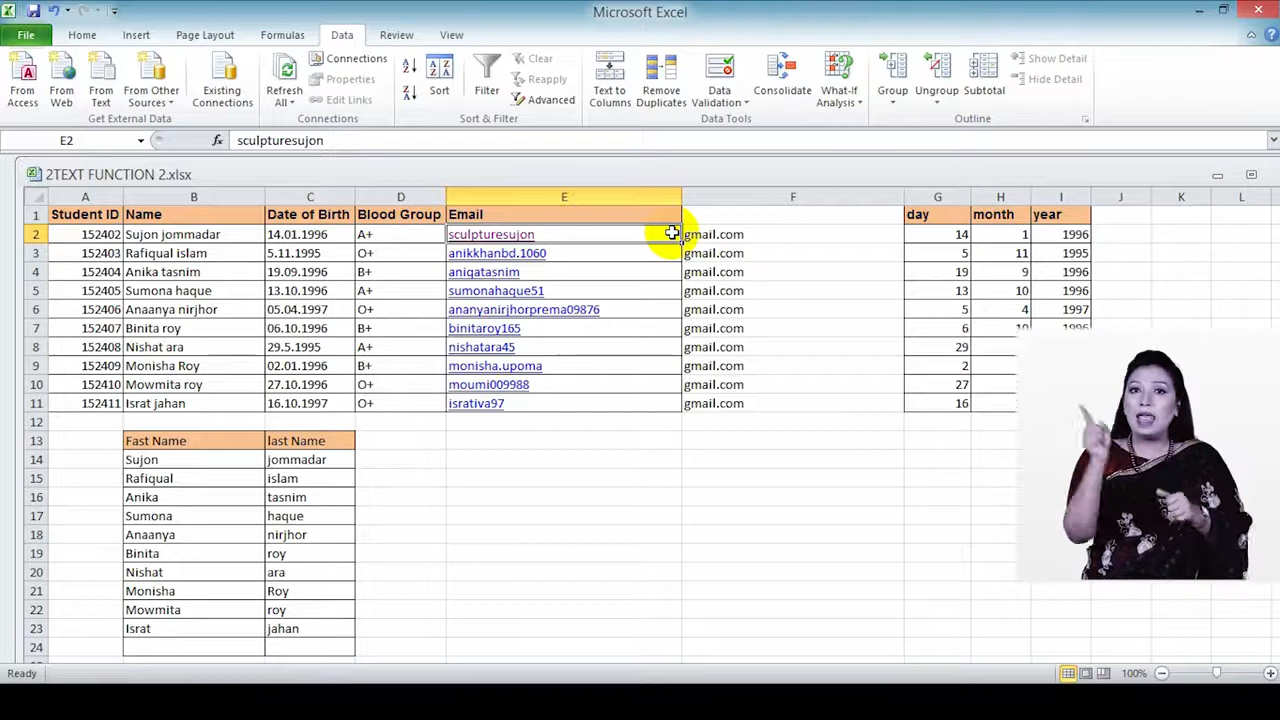 Microsoft Excel
File Home Insert Page Layout Formulas Data Review View
From Access
From Web
From Text
From Other Sources
Existing Connections
Get External Data
Refresh All
Connections
Properties
Edit Links
Connections
Sort
Filter
Clear
Reapply
Advanced
Sort & Filter
Text to Columns
Remove Duplicates
Data Validation
Consolidate
What-If Analysis
Data Tools
Group
Ungroup
Subtotal
Show Detail
Hide Detail
Outline
E2 fx sculpturesujon
2TEXT FUNCTION 2.xlsx
A B C D E F G H I J K L
1 Student ID Name Date of Birth Blood Group Email day month year
2 152402 Sujon jommadar 14.01.1996 A+ sculpturesujon gmail.com 14 1 1996
3 152403 Rafiqual islam 5.11.1995 O+ anikkhanbd.1060 gmail.com 5 11 1995
4 152404 Anika tasnim 19.09.1996 B+ aniqatasnim gmail.com 19 9 1996
5 152405 Sumona haque 13.10.1996 A+ sumonahaque51 gmail.com 13 10 1996
6 152406 Anaanya nirjhor 05.04.1997 O+ ananyanirjhorprema09876 gmail.com 5 4 1997
7 152407 Binita roy 06.10.1996 B+ binitaroy165 gmail.com 6 10 1996
8 152408 Nishat ara 29.5.1995 A+ nishatara45 gmail.com 29
9 152409 Monisha Roy 02.01.1996 B+ monisha.upoma gmail.com 2
10 152410 Mowmita roy 27.10.1996 O+ moumi009988 gmail.com 27
11 152411 Israt jahan 16.10.1997 O+ isrativa97 gmail.com 16
12
13 Fast Name last Name
14 Sujon jommadar
15 Rafiqual islam
16 Anika tasnim
17 Sumona haque
18 Anaanya nirjhor
19 Binita roy
20 Nishat ara
21 Monisha Roy
22 Mowmita roy
23 Israt jahan
24
Ready 100%